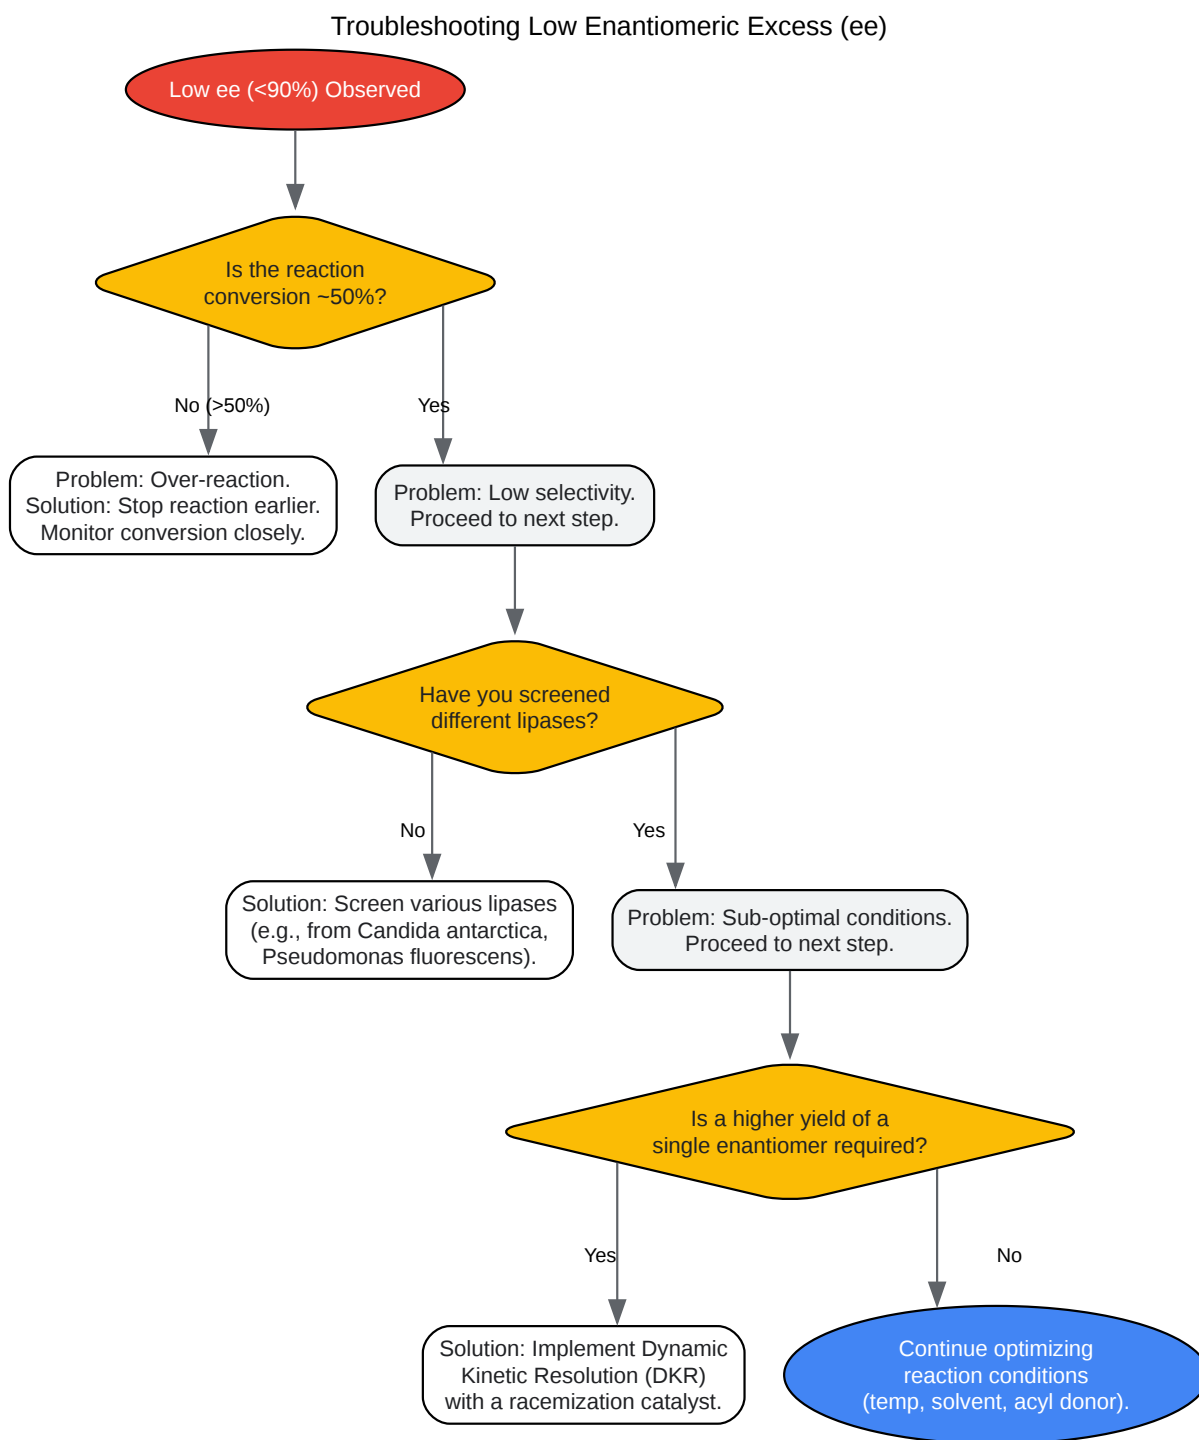 Troubleshooting Low Enantiomeric Excess (ee)
Low ee (<90%) Observed
Is the reaction
conversion ~50%?
No (>50%)
Yes
Problem: Over-reaction.
Solution: Stop reaction earlier.
Monitor conversion closely.
Problem: Low selectivity.
Proceed to next step.
Have you screened
different lipases?
No
Yes
Solution: Screen various lipases
(e.g., from Candida antarctica,
Pseudomonas fluorescens).
Problem: Sub-optimal conditions.
Proceed to next step.
Is a higher yield of a
single enantiomer required?
Yes
No
Solution: Implement Dynamic
Kinetic Resolution (DKR)
with a racemization catalyst.
Continue optimizing
reaction conditions
(temp, solvent, acyl donor).